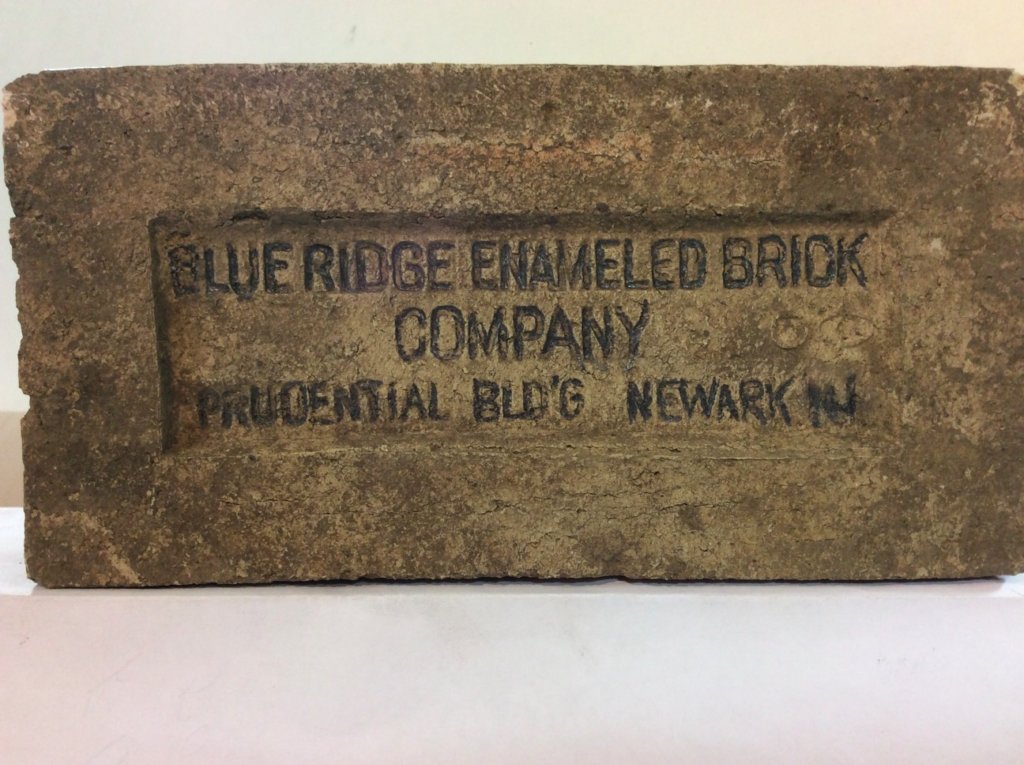 BLUE RIDGE ENAMELED BRICK
COMPANY
PRUDENTIAL BLD'G NEWARK NJ